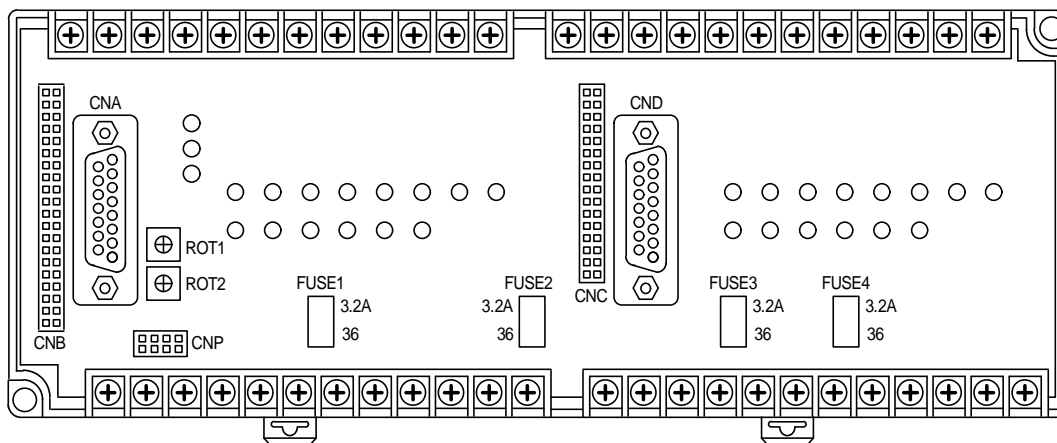 CNA
CND
ROT1
ROT2
FUSE1
3.2A
36
FUSE2
3.2A
36
CNC
FUSE3
3.2A
36
FUSE4
3.2A
36
CNB
CNP